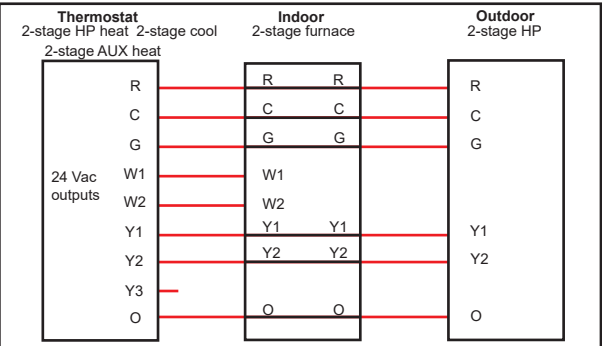 Thermostat
2-stage HP heat 2-stage cool
2-stage AUX heat
Indoor
2-stage furnace
Outdoor
2-stage HP
24 Vac
outputs
R
C
G
W1
W2
Y1
Y2
Y3
O
R R
C C
G G
W1
W2
Y1 Y1
Y2 Y2
O O
R
C
G
Y1
Y2
O